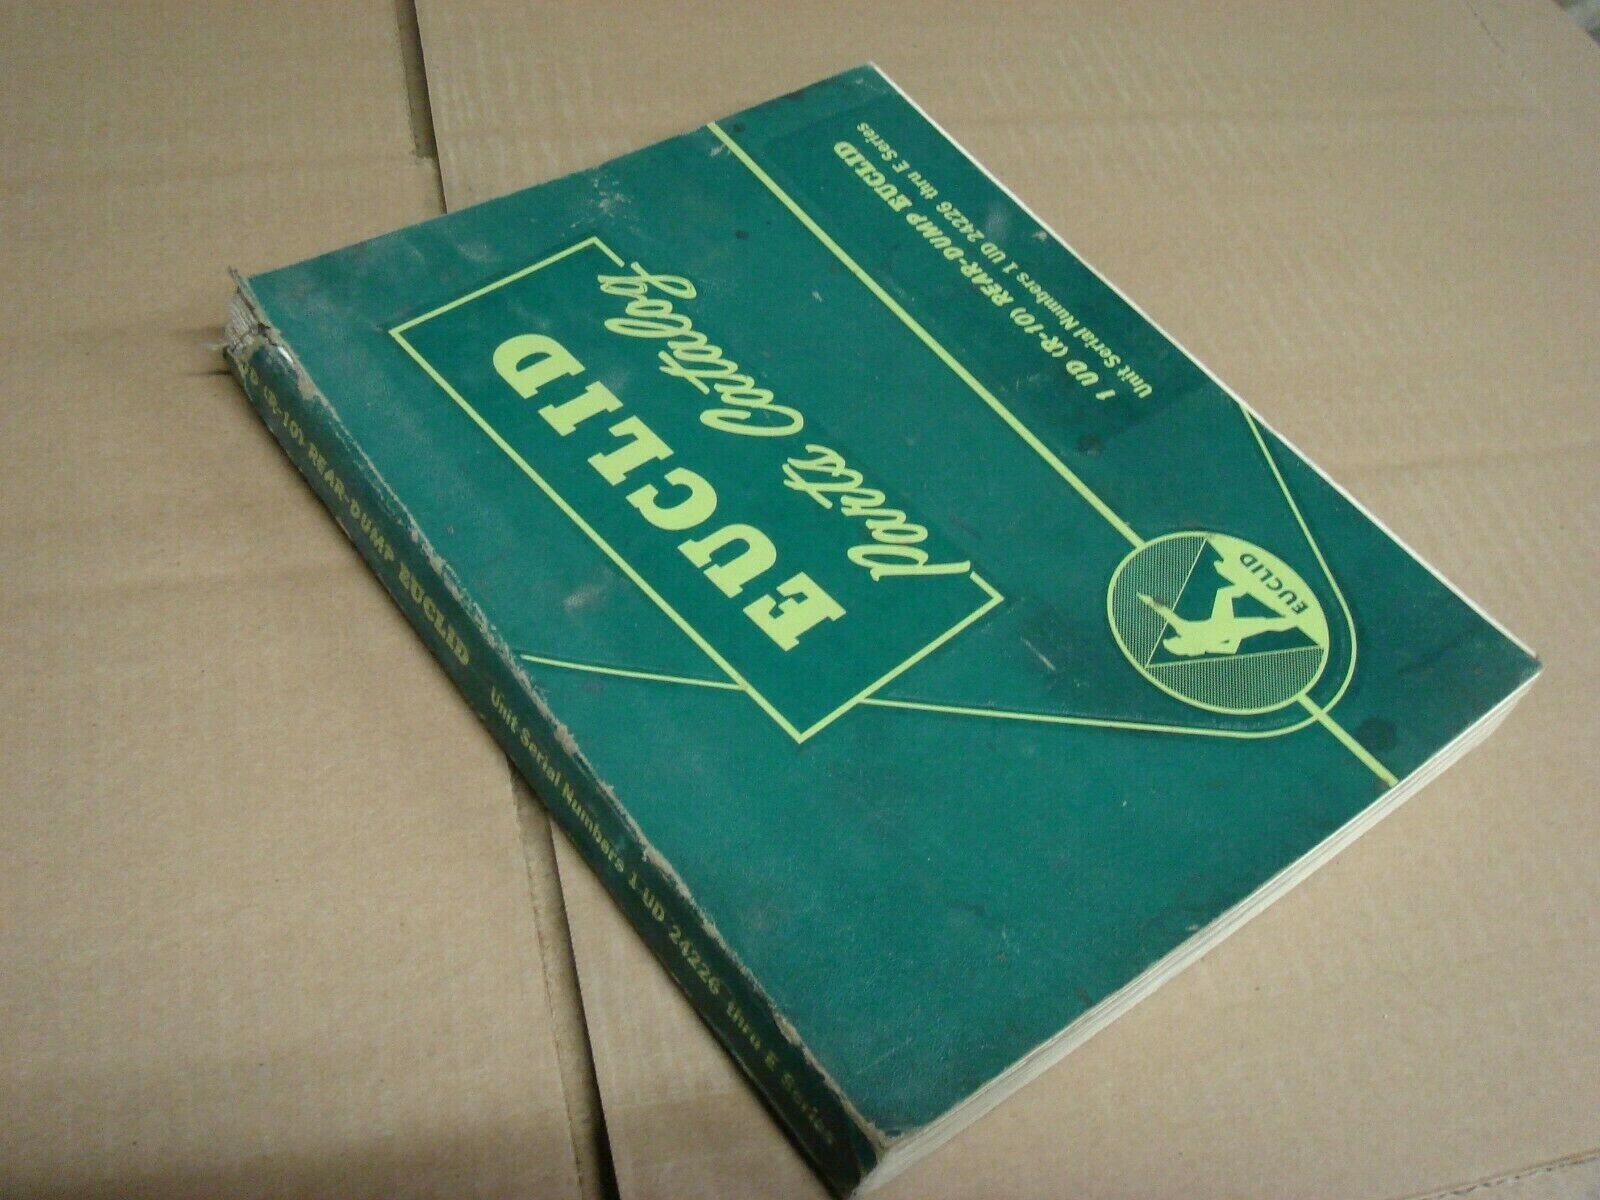 EUCLID
Parts Catalog
1 UD (R-10) REAR-DUMP EUCLID
Unit Serial Numbers 1 UD 24226 thru E Series
EUCLID
(R-10)-REAR-DUMP EUCLID Unit Serial Numbers 1 UD 24226 thru E Series